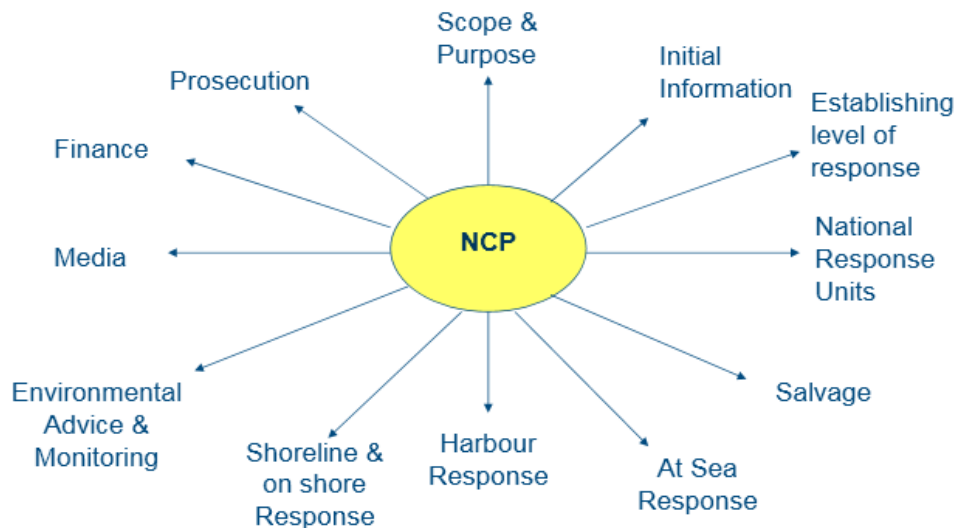 Scope &
Purpose
Initial
Information
Establishing
level of
response
National
Response
Units
Salvage
At Sea
Response
Harbour
Response
Shoreline &
on shore
Response
Environmental
Advice &
Monitoring
Media
Finance
Prosecution
NCP